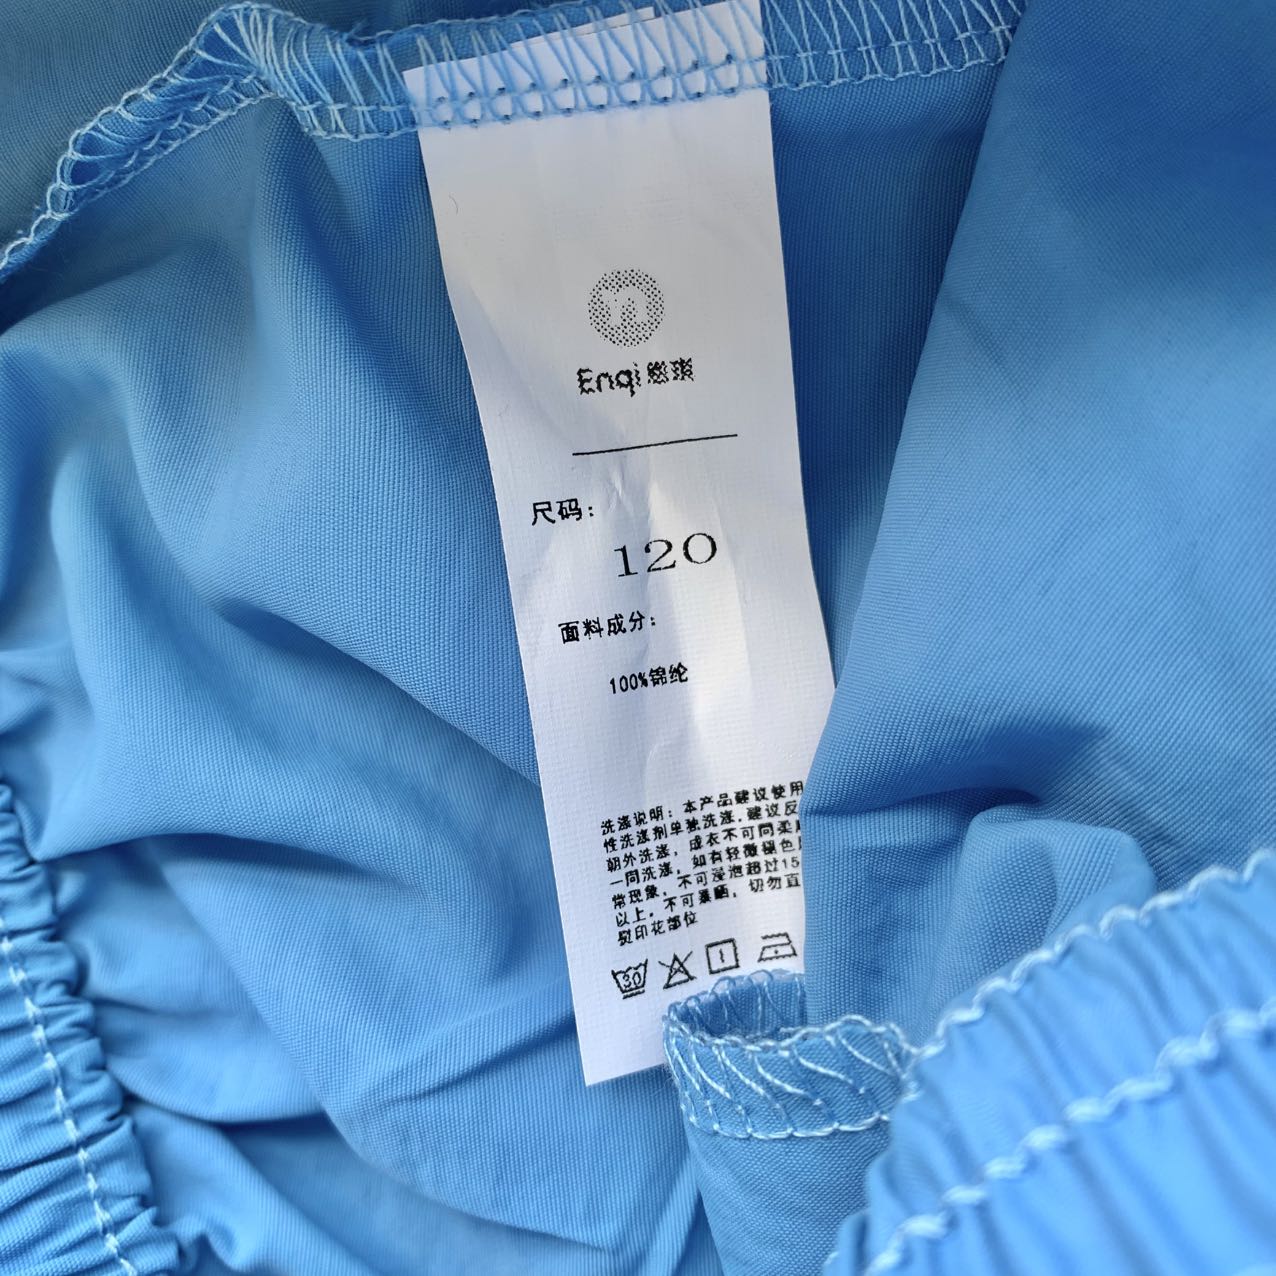 Enqi
尺码:
120
面料成分:
100%锦纶
洗涤说明:本产品建议使用
性洗涤剂单独洗涤,建议反
朝外洗涤,成衣不可同柔
一同洗涤,如有轻微褪色
常现象,不可浸泡超过15
以上。不可暴晒,切勿直
熨印花部位
30